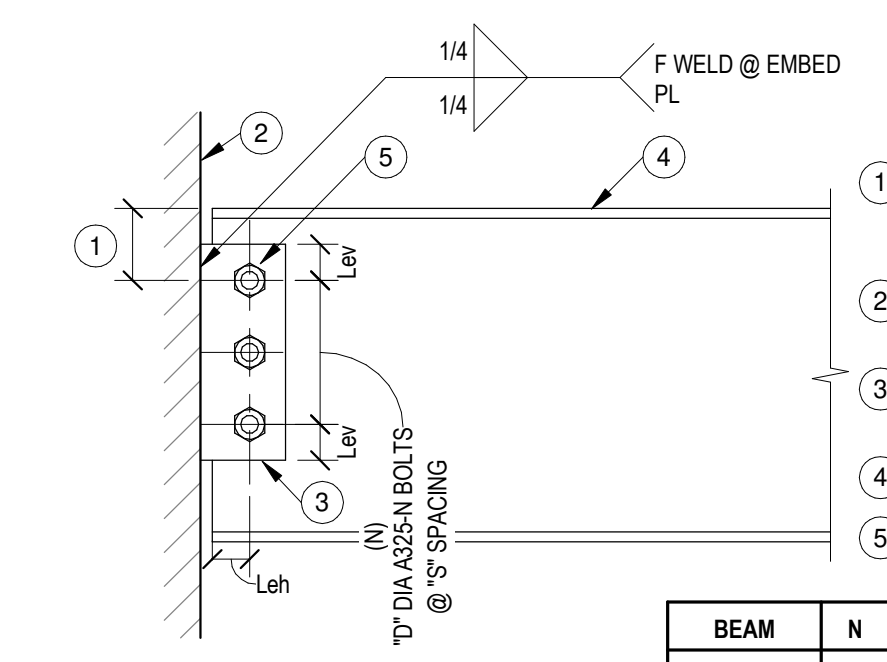 1/4
1/4
F WELD @ EMBED
PL
2
5
4
1
1
Lev
2
3
Lev
3
4
5
Leh
(N)
"D" DIA A325-N BOLTS
@ "S" SPACING
BEAM N